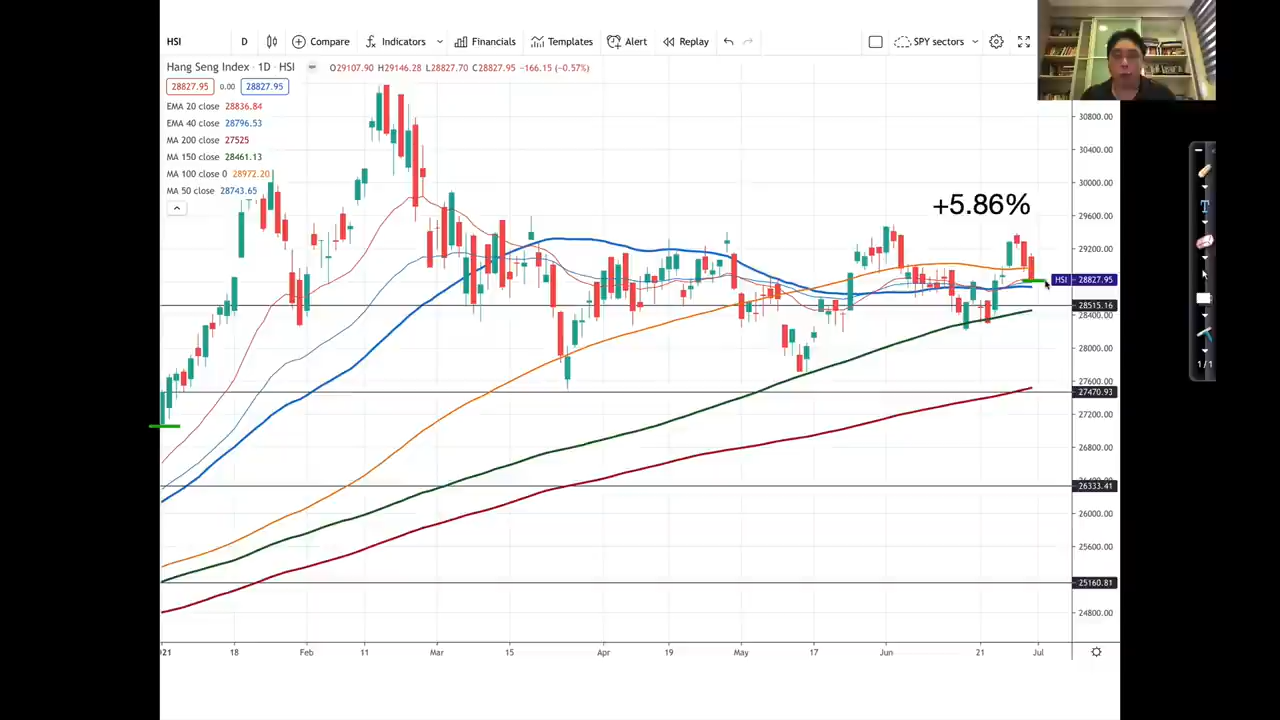 HSI D Compare Indicators Financials Templates Alert Replay SPY sectors
Hang Seng Index · 1D · HSI O29107.90 H29146.28 L28827.70 C28827.95 −166.15 (−0.57%)
28827.95 0.00 28827.95
EMA 20 close 28836.84
EMA 40 close 28796.53
MA 200 close 27525
MA 150 close 28461.13
MA 100 close 0 28972.20
MA 50 close 28743.65
+5.86%
30800.00
30400.00
30000.00
29600.00
29200.00
HSI 28827.95
28515.16
28400.00
28000.00
27600.00
27470.93
27200.00
26800.00
26333.41
26000.00
25600.00
25160.81
24800.00
18 Feb 11 Mar 15 Apr 19 May 17 Jun 21 Jul
T
1/1